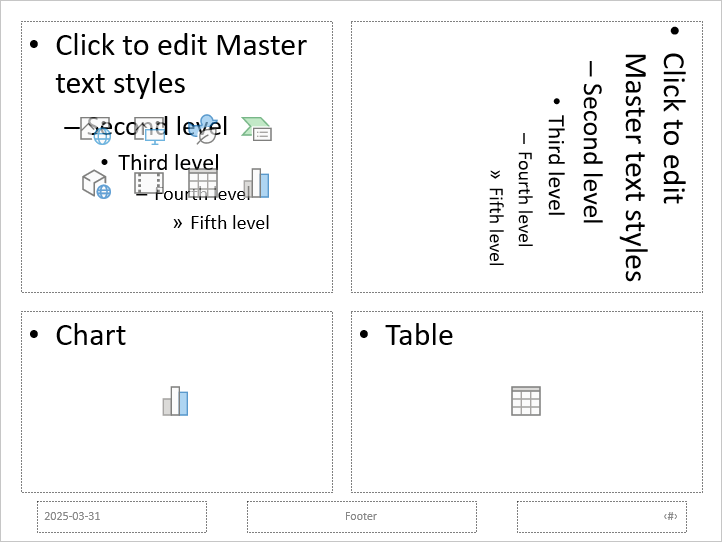 • Click to edit Master
text styles
– Second level
• Third level
– Fourth level
» Fifth level
• Click to edit
Master text styles
– Second level
• Third level
– Fourth level
» Fifth level
• Chart
• Table
2025-03-31
Footer
‹#›